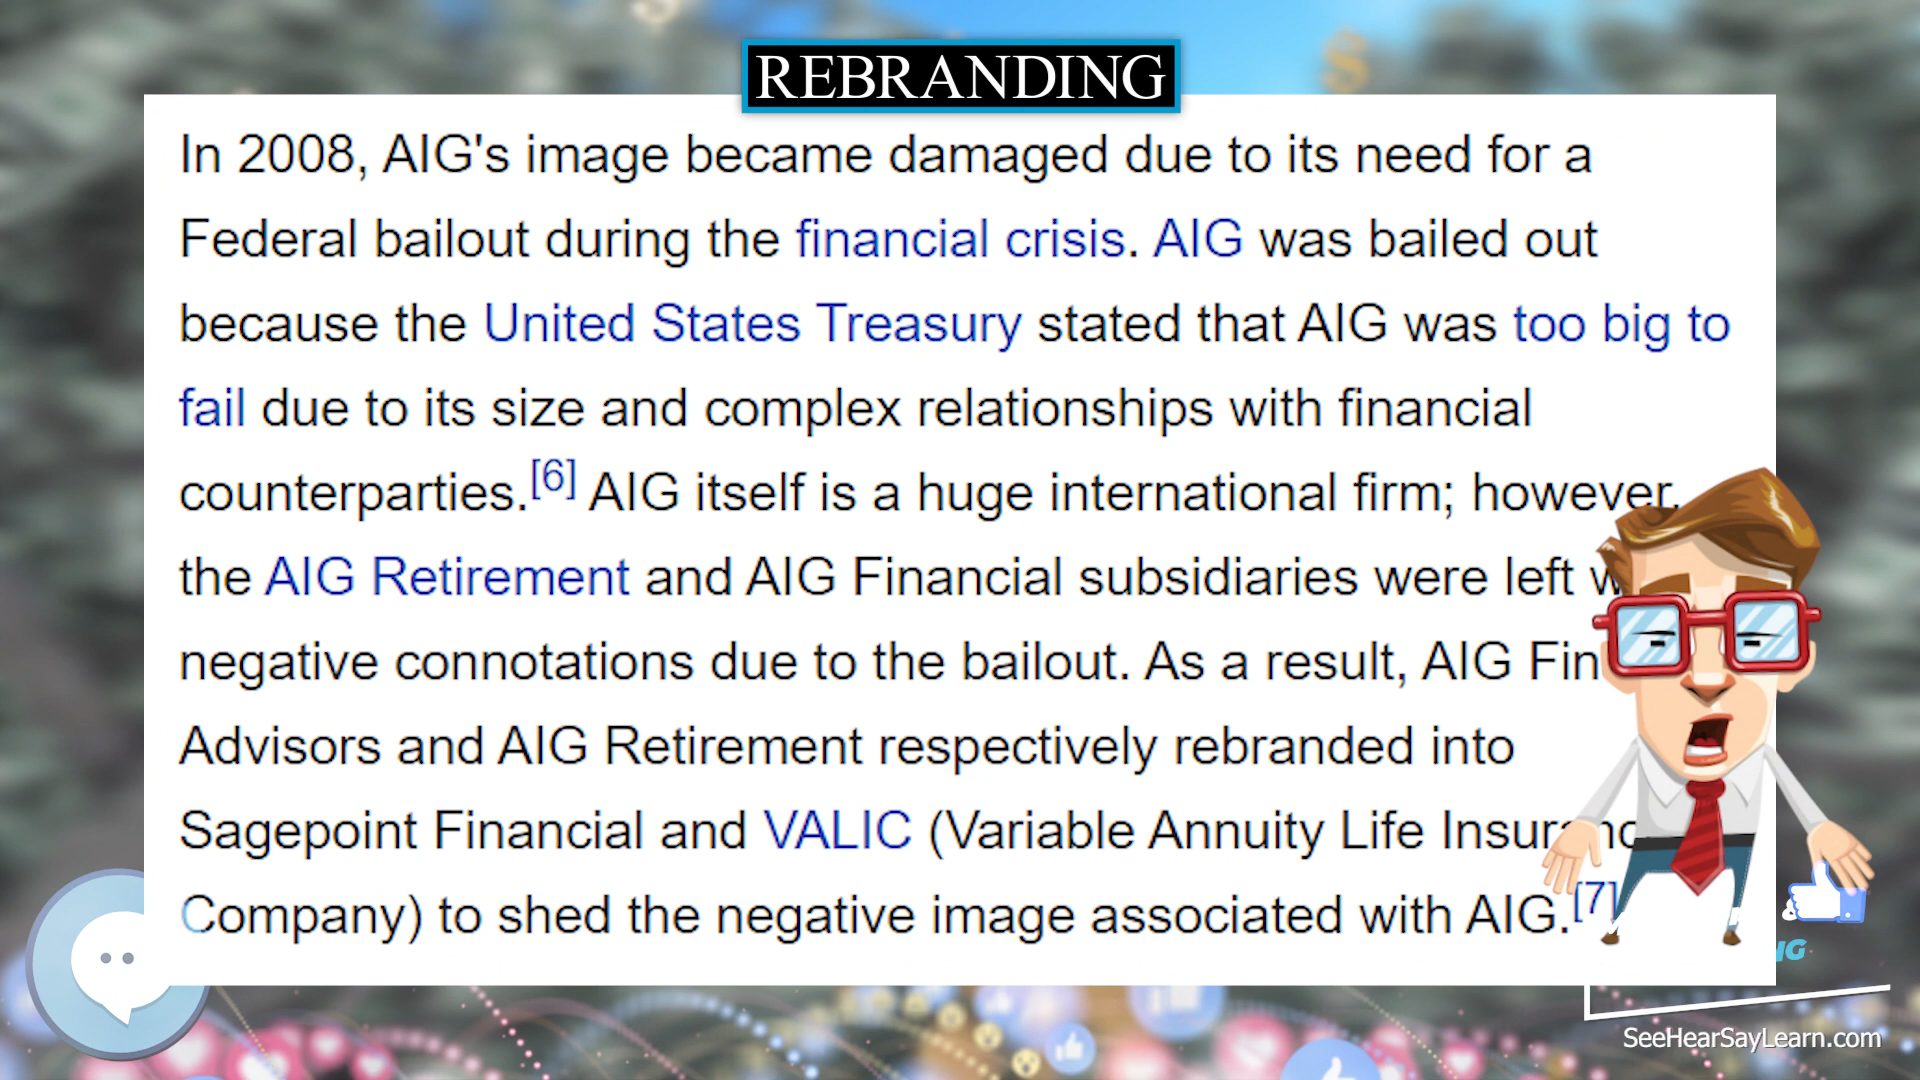 REBRANDING
In 2008, AIG's image became damaged due to its need for a
Federal bailout during the financial crisis. AIG was bailed out
because the United States Treasury stated that AIG was too big to
fail due to its size and complex relationships with financial
counterparties.[6] AIG itself is a huge international firm; however,
the AIG Retirement and AIG Financial subsidiaries were left
negative connotations due to the bailout. As a result, AIG Fin
Advisors and AIG Retirement respectively rebranded into
Sagepoint Financial and VALIC (Variable Annuity Life
Company) to shed the negative image associated with AIG.[7]
SeeHearSayLearn.com